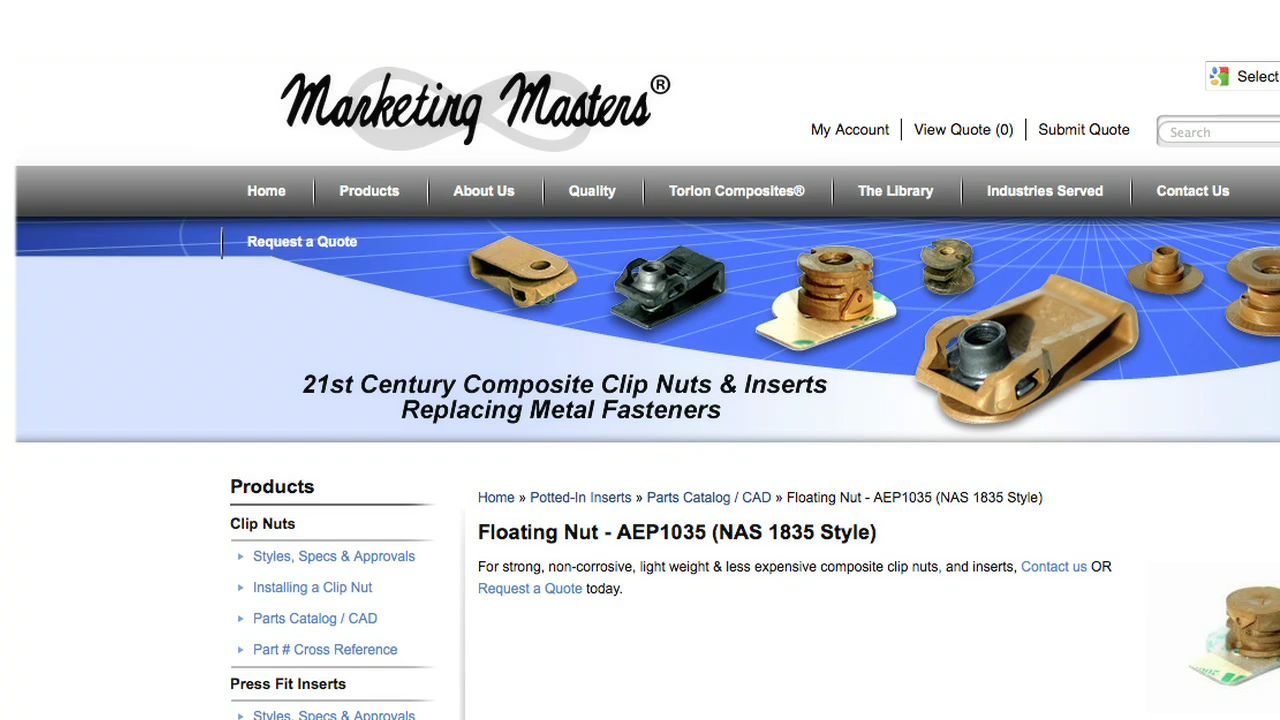 Marketing Masters®
Select
My Account
View Quote (0)
Submit Quote
Search
Home
Products
About Us
Quality
Torlon Composites®
The Library
Industries Served
Contact Us
Request a Quote
21st Century Composite Clip Nuts & Inserts
Replacing Metal Fasteners
Products
Clip Nuts
Styles, Specs & Approvals
Installing a Clip Nut
Parts Catalog / CAD
Part # Cross Reference
Press Fit Inserts
Styles, Specs & Approvals
Home » Potted-In Inserts » Parts Catalog / CAD » Floating Nut - AEP1035 (NAS 1835 Style)
Floating Nut - AEP1035 (NAS 1835 Style)
For strong, non-corrosive, light weight & less expensive composite clip nuts, and inserts, Contact us OR
Request a Quote today.